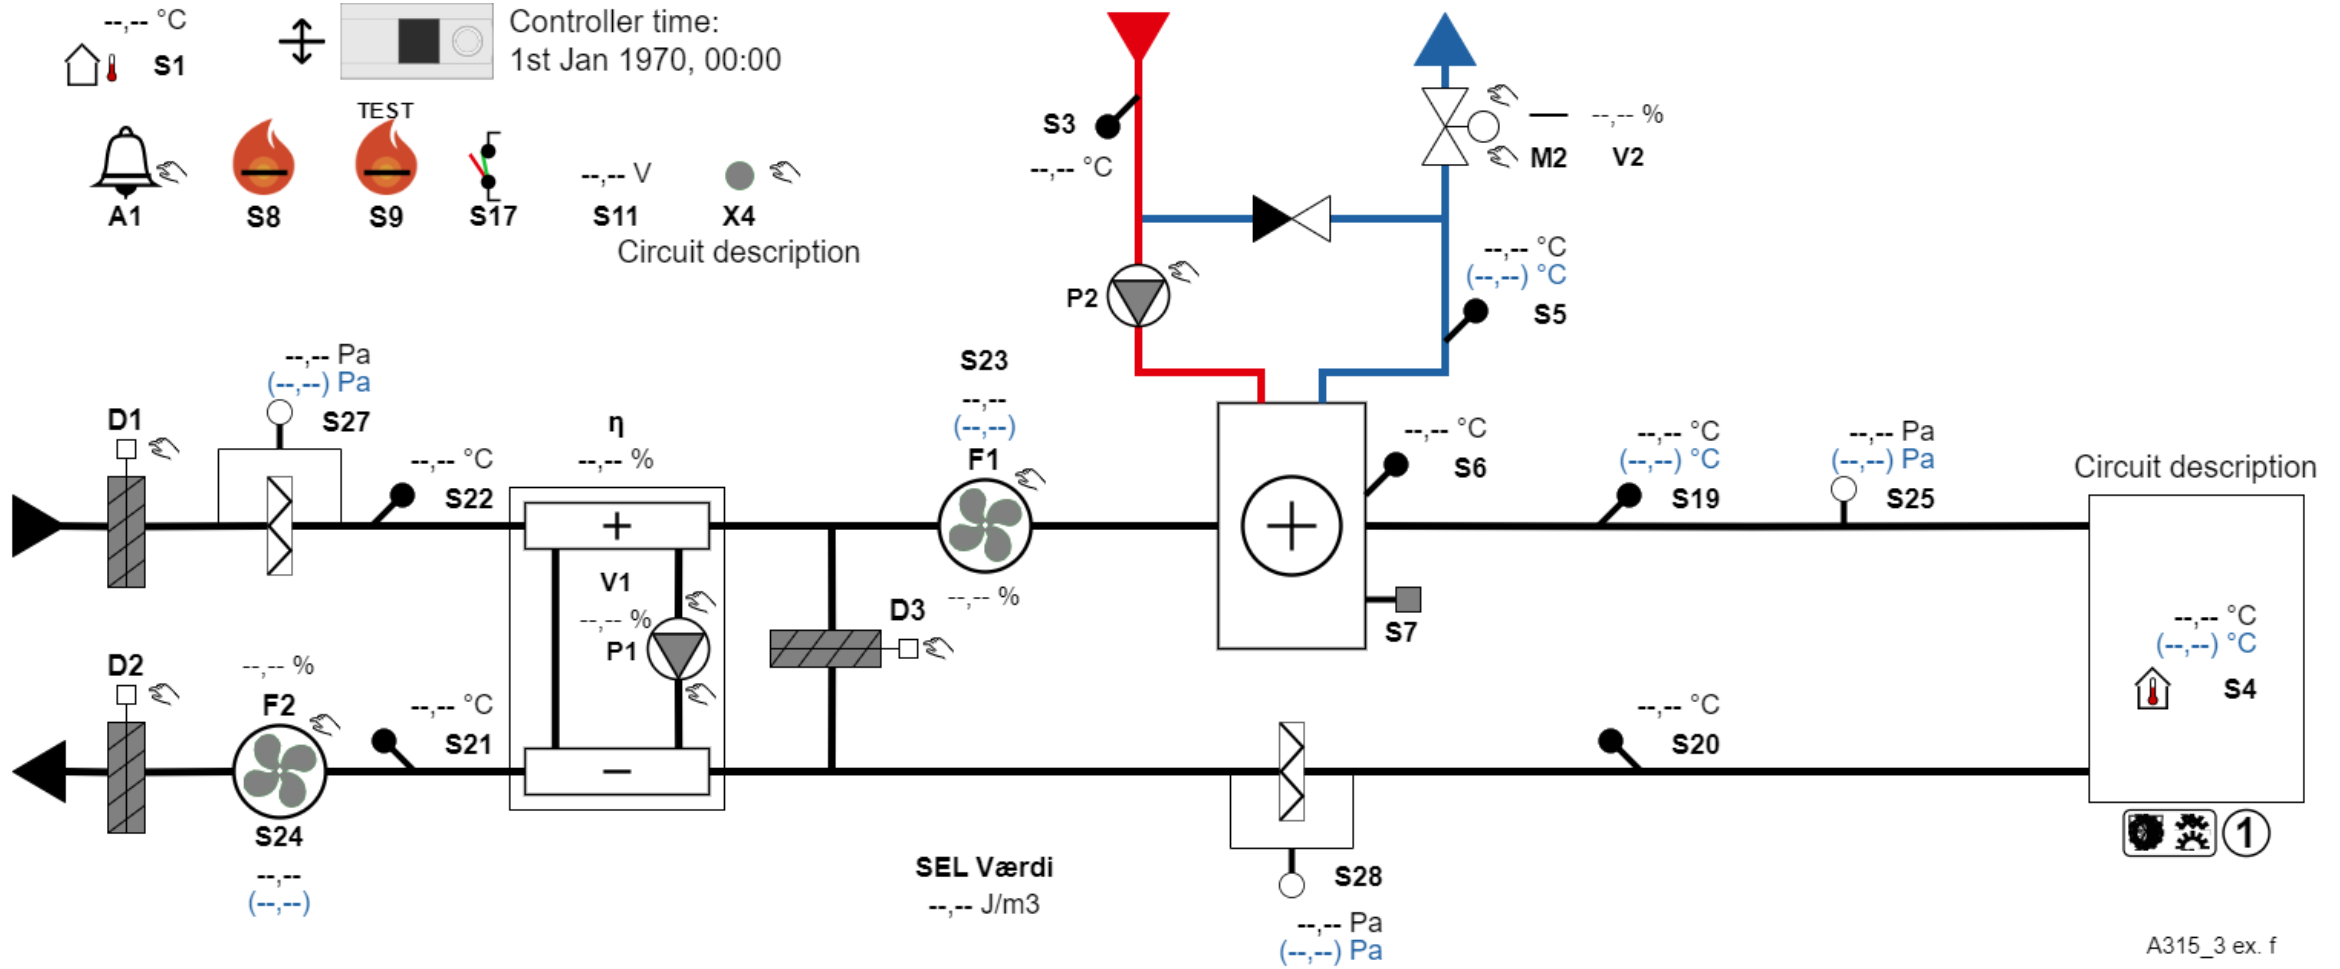 --,-- °C
S1
Controller time:
1st Jan 1970, 00:00
TEST
A1
S8
S9
S17
--,-- V
S11
X4
Circuit description
S3
--,-- °C
P2
--,-- %
M2
V2
--,-- °C
(--,--) °C
S5
--,-- Pa
(--,--) Pa
S27
D1
--,-- °C
S22
η
--,-- %
S23
--,--
(--,--)
F1
--,-- %
--,-- °C
S6
S7
--,-- °C
(--,--) °C
S19
--,-- Pa
(--,--) Pa
S25
Circuit description
V1
--,-- %
P1
D3
--,-- °C
(--,--) °C
S4
D2
--,-- %
F2
S24
--,--
(--,--)
--,-- °C
S21
--,-- °C
S20
SEL Værdi
--,-- J/m3
S28
--,-- Pa
(--,--) Pa
1
A315_3 ex. f